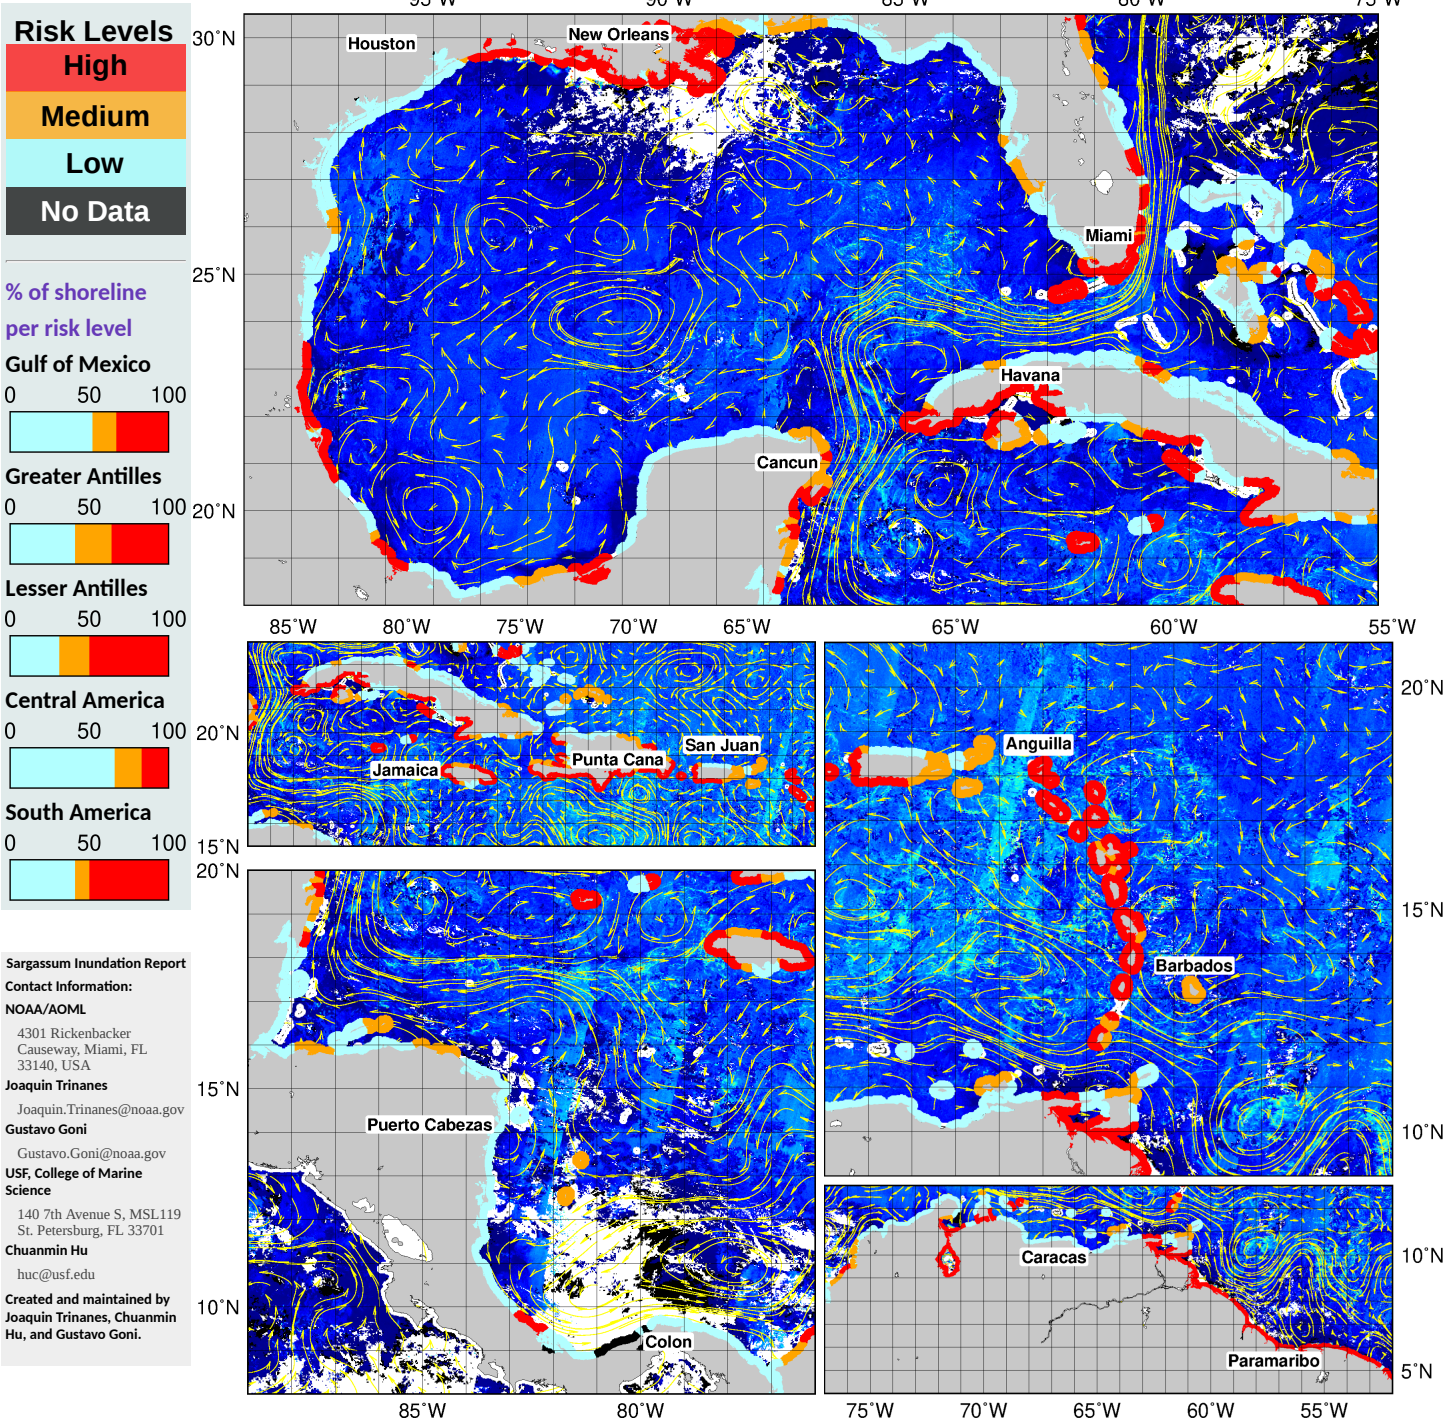 Risk Levels
High
Medium
Low
No Data
% of shoreline
per risk level
Gulf of Mexico
0 50 100
Greater Antilles
0 50 100
Lesser Antilles
0 50 100
Central America
0 50 100
South America
0 50 100
Sargassum Inundation Report
Contact Information:
NOAA/AOML
4301 Rickenbacker
Causeway, Miami, FL
33140, USA
Joaquin Trinanes
Joaquin.Trinanes@noaa.gov
Gustavo Goni
Gustavo.Goni@noaa.gov
USF, College of Marine
Science
140 7th Avenue S, MSL119
St. Petersburg, FL 33701
Chuanmin Hu
huc@usf.edu
Created and maintained by
Joaquin Trinanes, Chuanmin
Hu, and Gustavo Goni.
95°W 90°W 85°W 80°W 75°W
30°N
25°N
20°N
Houston
New Orleans
Miami
Havana
Cancun
85°W 80°W 75°W 70°W 65°W
20°N
15°N
Jamaica
Punta Cana
San Juan
65°W 60°W 55°W
20°N
15°N
10°N
Anguilla
Barbados
20°N
15°N
10°N
Puerto Cabezas
Colon
85°W 80°W
Caracas
Paramaribo
10°N
5°N
75°W 70°W 65°W 60°W 55°W